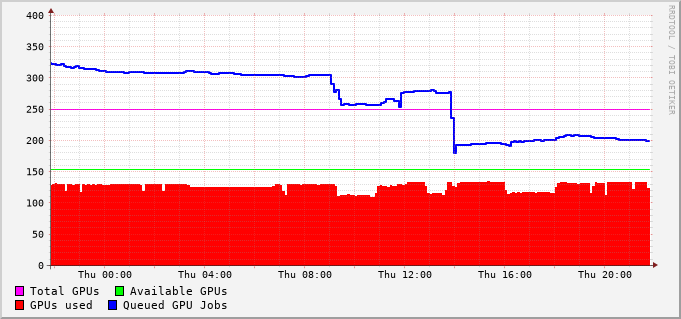 RRDTOOL / TOBI OETIKER
400
350
300
250
200
150
100
50
0
Thu 00:00 Thu 04:00 Thu 08:00 Thu 12:00 Thu 16:00 Thu 20:00
Total GPUs Available GPUs
GPUs used Queued GPU Jobs